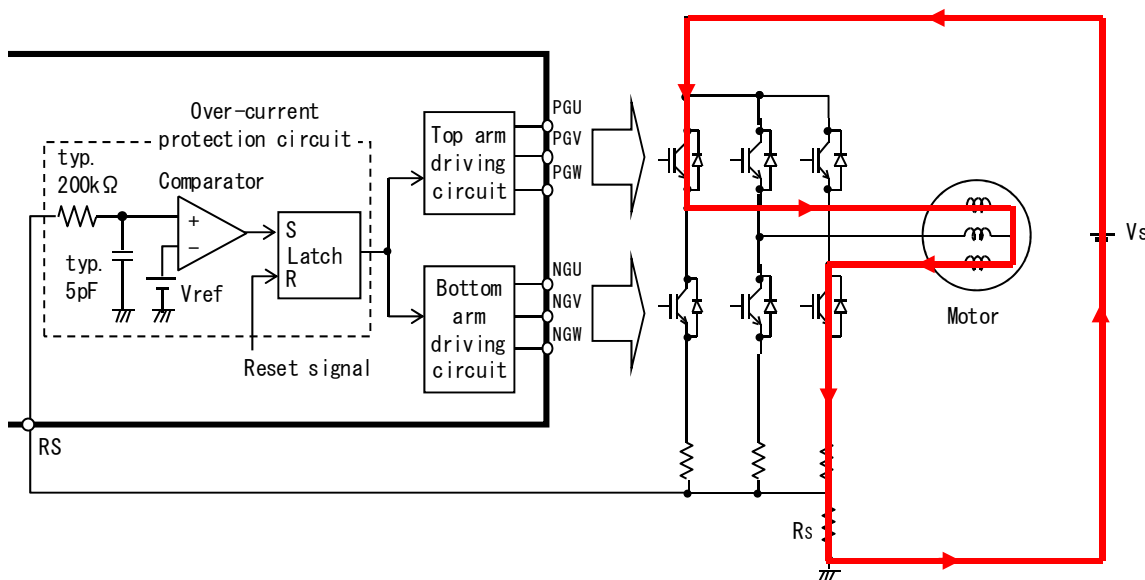 Over-current
protection circuit
typ.
200kΩ
Comparator
+
−
typ.
5pF
Vref
S
Latch
R
Reset signal
Top arm
driving
circuit
Bottom
arm
driving
circuit
PGU
PGV
PGW
NGU
NGV
NGW
RS
Motor
Vs
Rs